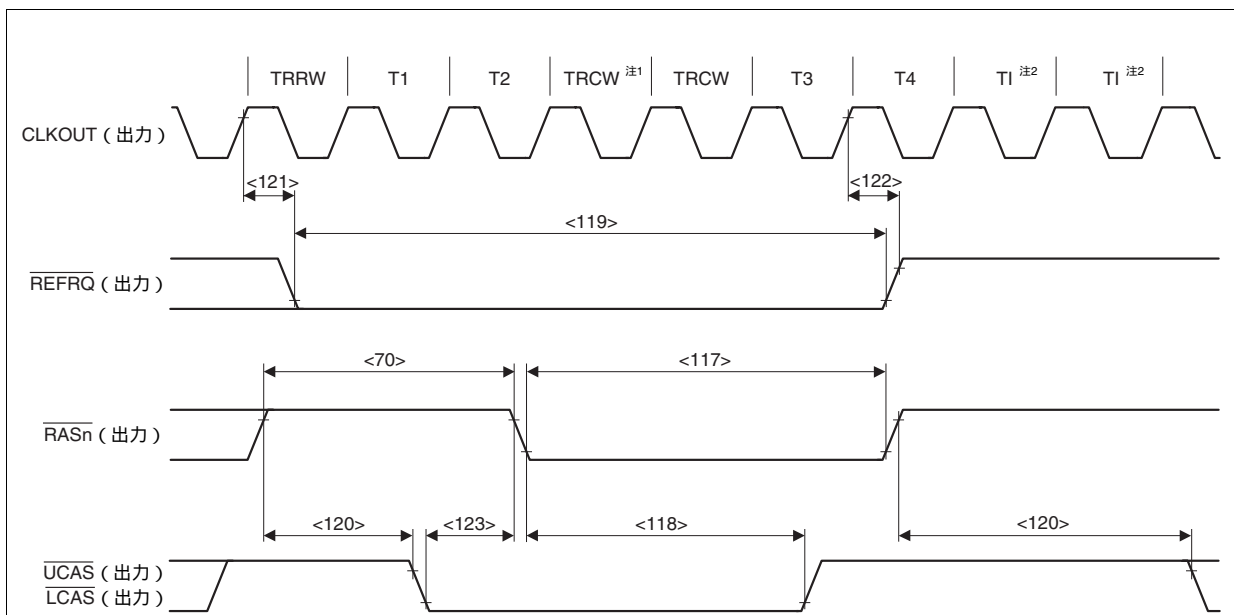 TRRW T1 T2 TRCW 注1 TRCW T3 T4 TI 注2 TI 注2
CLKOUT（出力）
<121> <122>
<119>
REFRQ（出力）
<70> <117>
RASn（出力）
<120> <123> <118> <120>
UCAS（出力）
LCAS（出力）